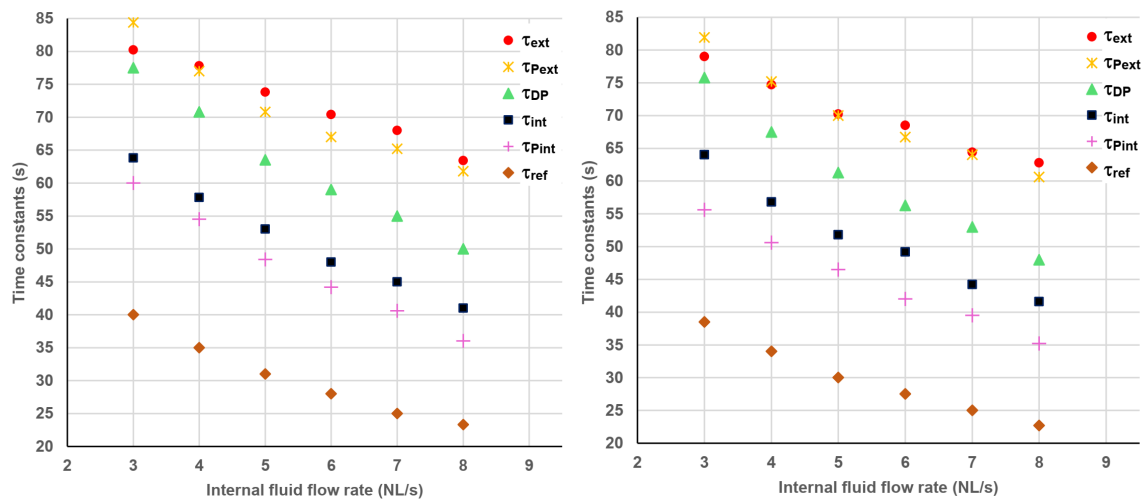 85
80
75
70
65
60
55
50
45
40
35
30
25
20
Time constants (s)
2 3 4 5 6 7 8 9
Internal fluid flow rate (NL/s)
τext
τPext
τDP
τint
τPint
τref
85
80
75
70
65
60
55
50
45
40
35
30
25
20
Time constants (s)
2 3 4 5 6 7 8 9
Internal fluid flow rate (NL/s)
τext
τPext
τDP
τint
τPint
τref